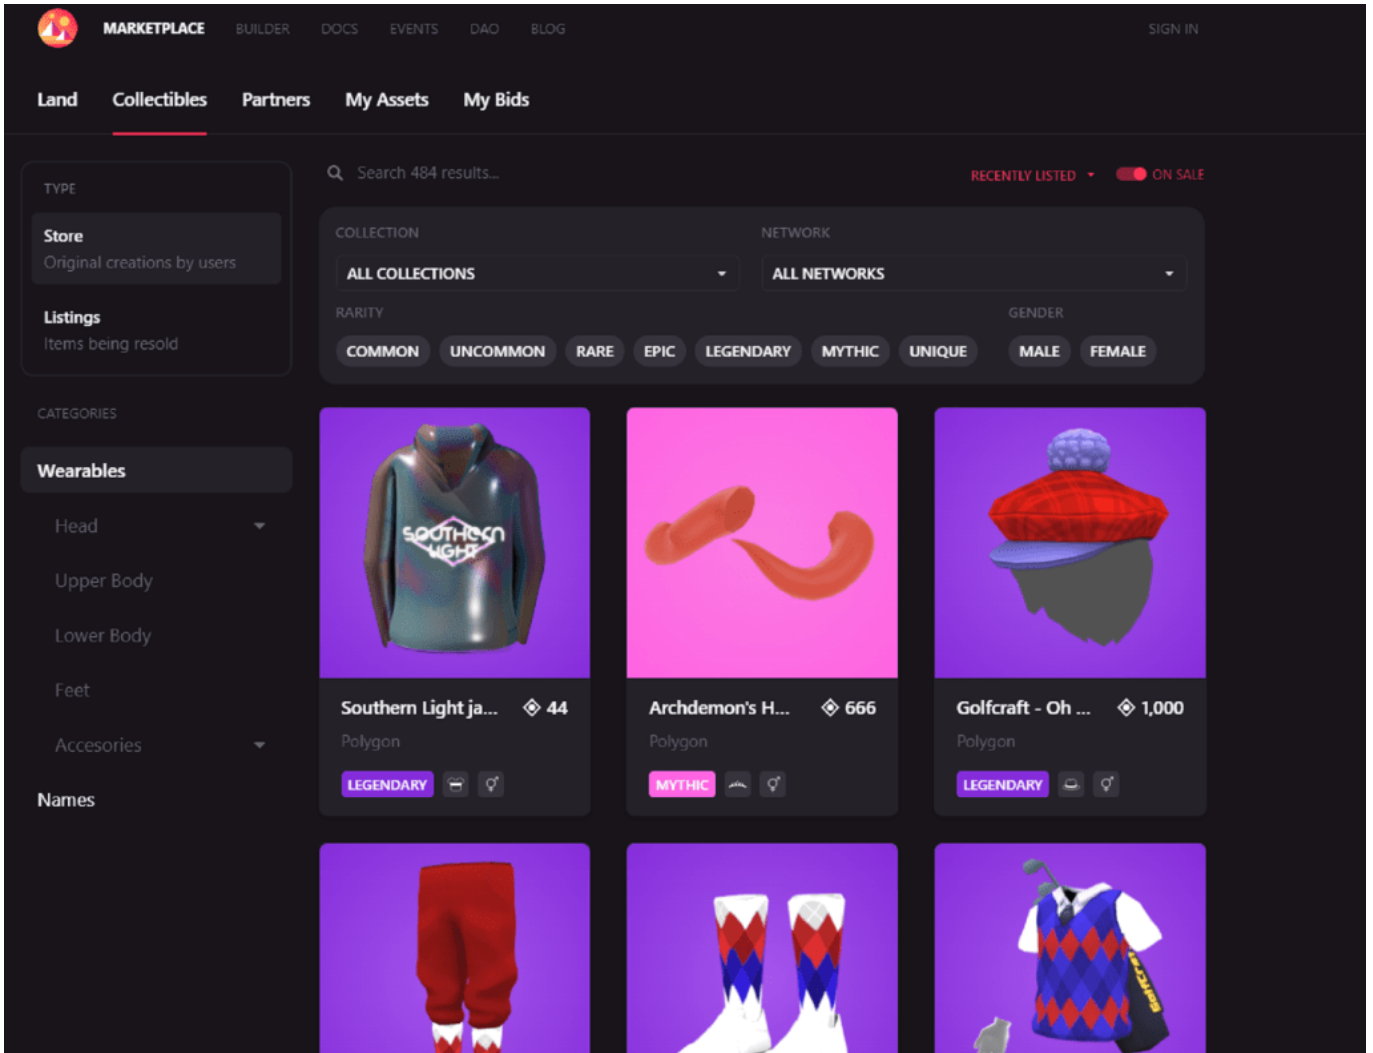 MARKETPLACE BUILDER DOCS EVENTS DAO BLOG SIGN IN
Land Collectibles Partners My Assets My Bids
TYPE
Store
Original creations by users
Listings
Items being resold
CATEGORIES
Wearables
Head
Upper Body
Lower Body
Feet
Accesories
Names
Search 484 results...
RECENTLY LISTED ON SALE
COLLECTION NETWORK
ALL COLLECTIONS ALL NETWORKS
RARITY GENDER
COMMON UNCOMMON RARE EPIC LEGENDARY MYTHIC UNIQUE MALE FEMALE
SOUTHERN
LIGHT
Southern Light ja... 44
Polygon
LEGENDARY
Archdemon's H... 666
Polygon
MYTHIC
Golfcraft - Oh ... 1,000
Polygon
LEGENDARY
GolfCraft